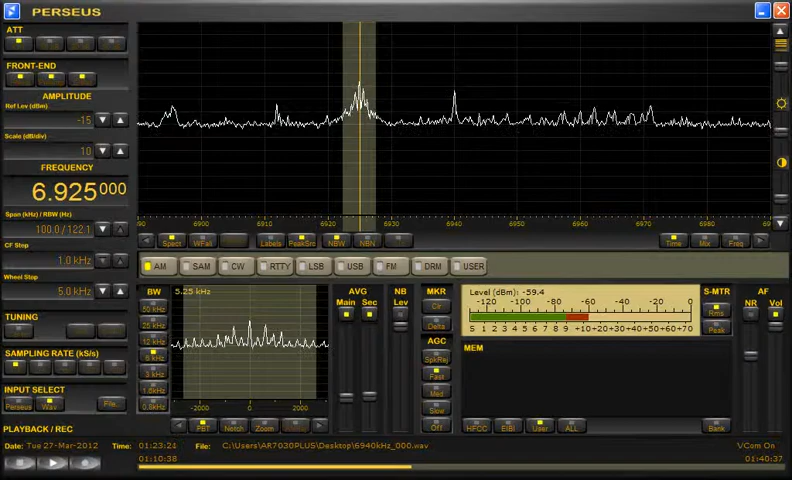 PERSEUS
ATT
FRONT-END
AMPLITUDE
Ref Lev (dBm)
-15
Scale (dB/div)
10
FREQUENCY
6.925000
Span (kHz) / RBW (Hz)
100.0 / 122.1
CF Step
1.0 kHz
Wheel Step
5.0 kHz
TUNING
SAMPLING RATE (kS/s)
INPUT SELECT
Perseus Wav File
6890 6900 6910 6920 6930 6940 6950 6960 6970 6980 6990
Spect WFall Labels PeakSrc NBW NBN Time Mix Freq
AM SAM CW RTTY LSB USB FM DRM USER
BW
50 kHz
25 kHz
12 kHz
6 kHz
3 kHz
1.6kHz
0.8kHz
5.25 kHz
-2000 0 2000
PBT Notch Zoom
AVG
Main Sec
NB
Lev
MKR
Clr
Delta
AGC
SpkRej
Fast
Med
Slow
Off
Level (dBm): -59.4
-120 -100 -80 -60 -40 -20 0
S 1 2 3 4 5 6 7 8 9 +10 +20 +30 +40 +50 +60 +70
S-MTR
Rms
Peak
AF
NR Vol
MEM
HFCC EIBI User ALL Bank
PLAYBACK / REC
Date: Tue 27-Mar-2012 Time: 01:23:24 File: C:\Users\AR7030PLUS\Desktop\6940kHz_000.wav VCom On
01:10:38 01:40:37